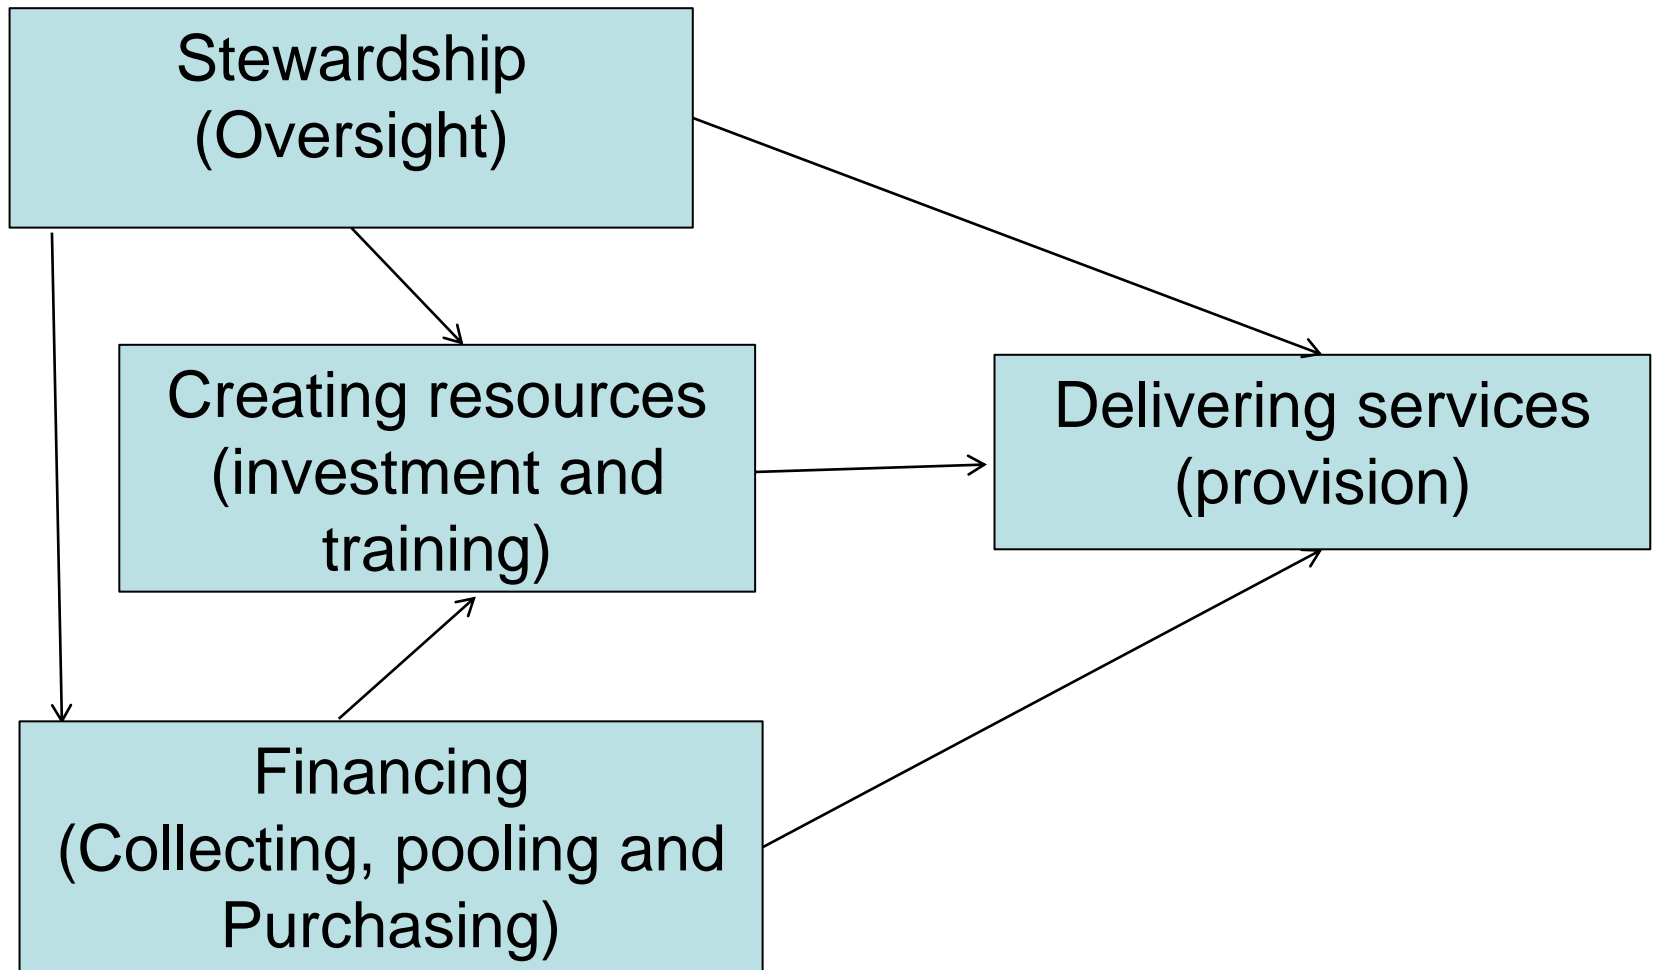 Stewardship
(Oversight)
Creating resources
(investment and
training)
Delivering services
(provision)
Financing
(Collecting, pooling and
Purchasing)